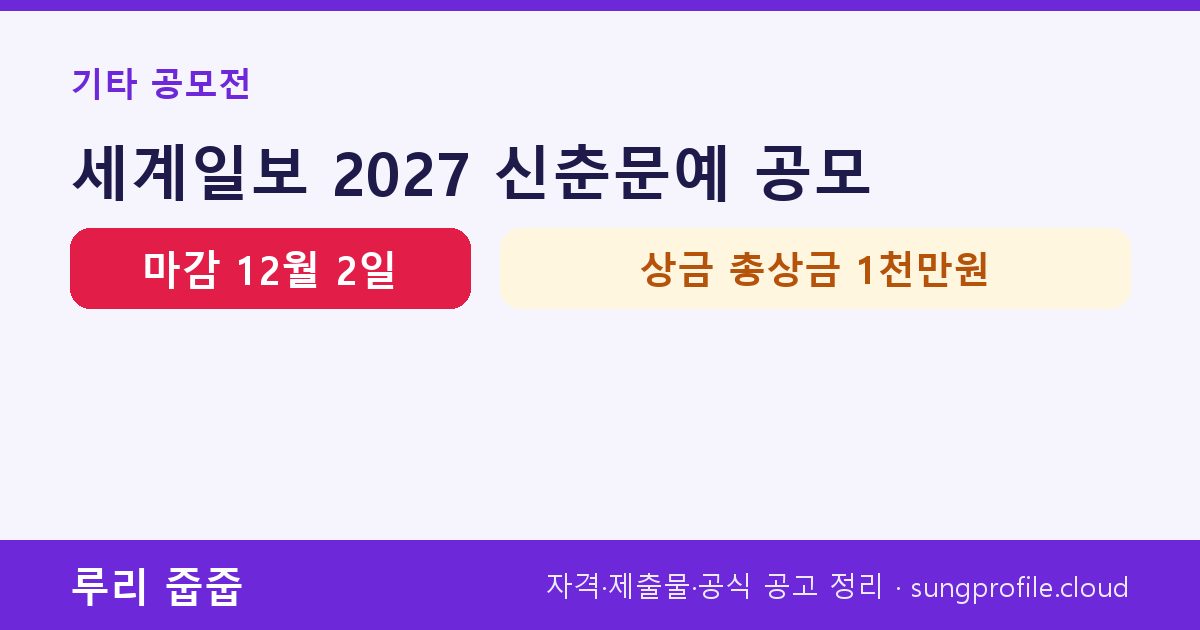 기타 공모전
세계일보 2027 신춘문예 공모
마감 12월 2일
상금 총상금 1천만원
루리 줍줍
자격·제출물·공식 공고 정리 · sungprofile.cloud